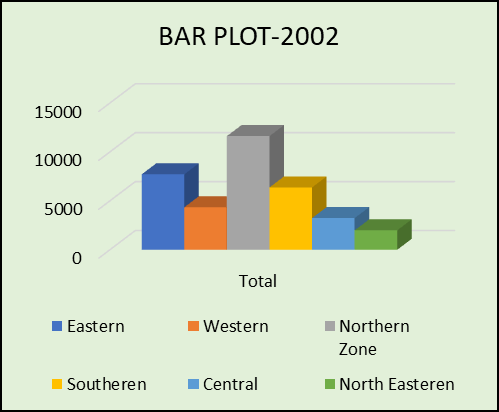 BAR PLOT-2002
15000
10000
5000
0
Total
Eastern
Western
Northern
Zone
Southeren
Central
North Easteren